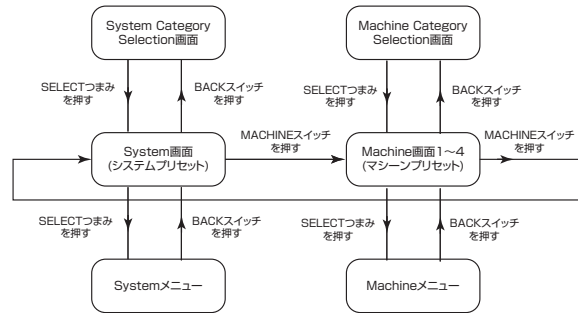 System Category
Selection画面
Machine Category
Selection画面
SELECTつまみ
を押す
BACKスイッチ
を押す
SELECTつまみ
を押す
BACKスイッチ
を押す
System画面
(システムプリセット)
MACHINEスイッチ
を押す
Machine画面1〜4
(マシーンプリセット)
MACHINEスイッチ
を押す
SELECTつまみ
を押す
BACKスイッチ
を押す
SELECTつまみ
を押す
BACKスイッチ
を押す
Systemメニュー
Machineメニュー